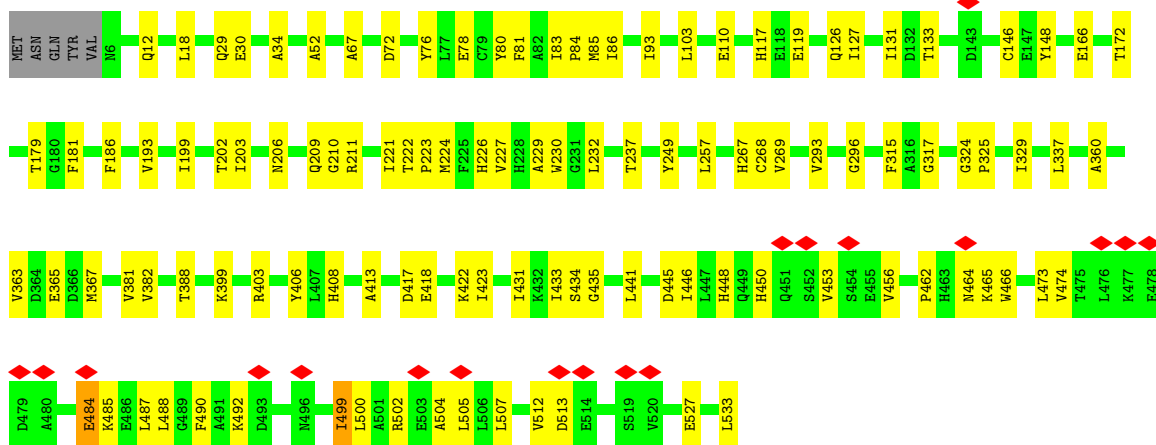 MET ASN GLN TYR VAL N6 Q12 L18 Q29 E30 A34 A52 A67 D72 Y76 L77 E78 C79 Y80 F81 A82 I83 P84 M85 I86 I93 L103 E110 H117 E118 E119 Q126 I127 I131 D132 T133 D143 C146 E147 Y148 E166 T172
T179 G180 F181 F186 V193 I199 T202 I203 N206 Q209 G210 R211 I221 T222 P223 M224 F225 H226 V227 H228 A229 W230 G231 L232 T237 Y249 L257 H267 C268 V269 V293 G296 F315 A316 G317 G324 P325 I329 L337 A360
V363 D364 E365 D366 M367 V381 V382 T388 K399 R403 Y406 L407 H408 A413 D417 E418 K422 I423 I431 K432 I433 S434 G435 L441 D445 I446 L447 H448 Q449 H450 Q451 S452 V453 S454 E455 V456 P462 H463 N464 K465 W466 L473 V474 T475 L476 K477 E478
D479 A480 E484 K485 E486 L487 L488 G489 F490 A491 K492 D493 N496 I499 L500 A501 R502 E503 A504 L505 L506 L507 V512 D513 E514 S519 V520 E527 L533